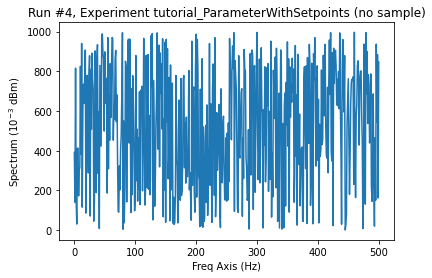 Run #4, Experiment tutorial_ParameterWithSetpoints (no sample)
1000
800
600
400
200
0
Spectrum (10⁻³ dBm)
0 100 200 300 400 500
Freq Axis (Hz)